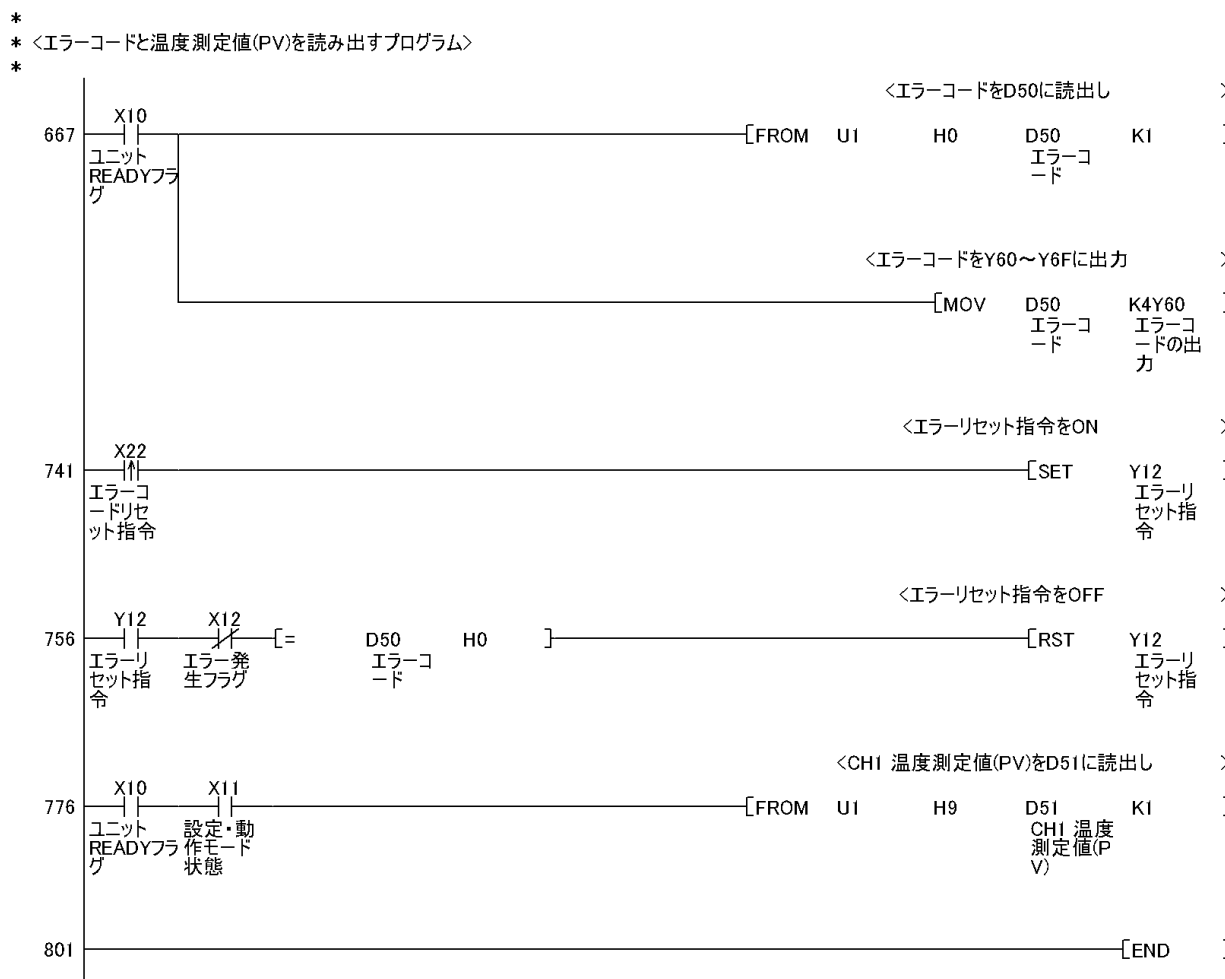 *
* <エラーコードと温度測定値(PV)を読み出すプログラム>
*
<エラーコードをD50に読出し >
X10
667 [FROM U1 H0 D50 K1 ]
ユニット エラーコ
READYフラ ード
グ
<エラーコードをY60～Y6Fに出力 >
[MOV D50 K4Y60 ]
エラーコ エラーコ
ード ードの出
力
<エラーリセット指令をON >
X22
741 [SET Y12 ]
エラーコ エラーリ
ードリセ セット指
ット指令 令
<エラーリセット指令をOFF >
Y12 X12
756 [= D50 H0 ] [RST Y12 ]
エラーリ エラー発 エラーコ エラーリ
セット指 生フラグ ード セット指
令 令
<CH1 温度測定値(PV)をD51に読出し >
X10 X11
776 [FROM U1 H9 D51 K1 ]
ユニット 設定・動 CH1 温度
READYフラ 作モード 測定値(P
グ 状態 V)
801 [END ]